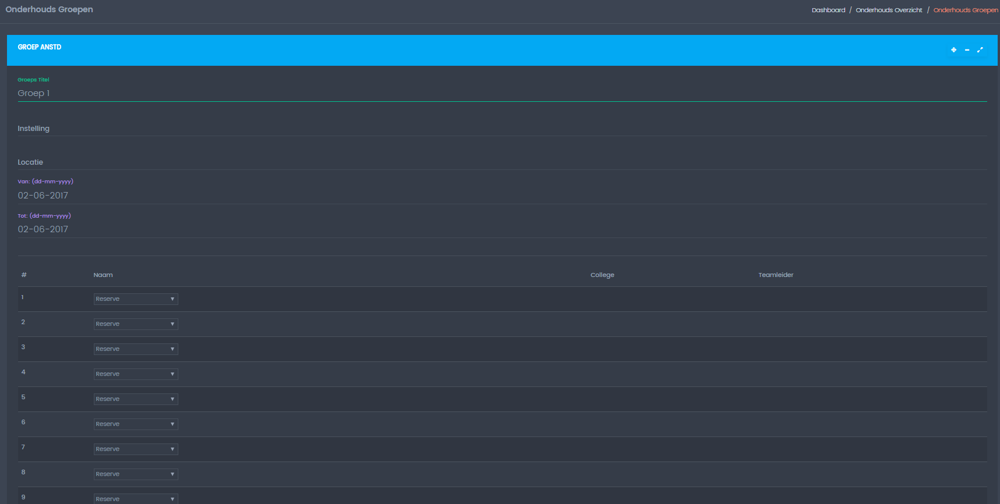 Onderhouds Groepen
Dashboard / Onderhouds Overzicht / Onderhouds Groepen
GROEP ANSTD
Groeps Titel
Groep 1
Instelling
Locatie
Van: (dd-mm-yyyy)
02-06-2017
Tot: (dd-mm-yyyy)
02-06-2017
# Naam College Teamleider
1 Reserve
2 Reserve
3 Reserve
4 Reserve
5 Reserve
6 Reserve
7 Reserve
8 Reserve
9 Reserve